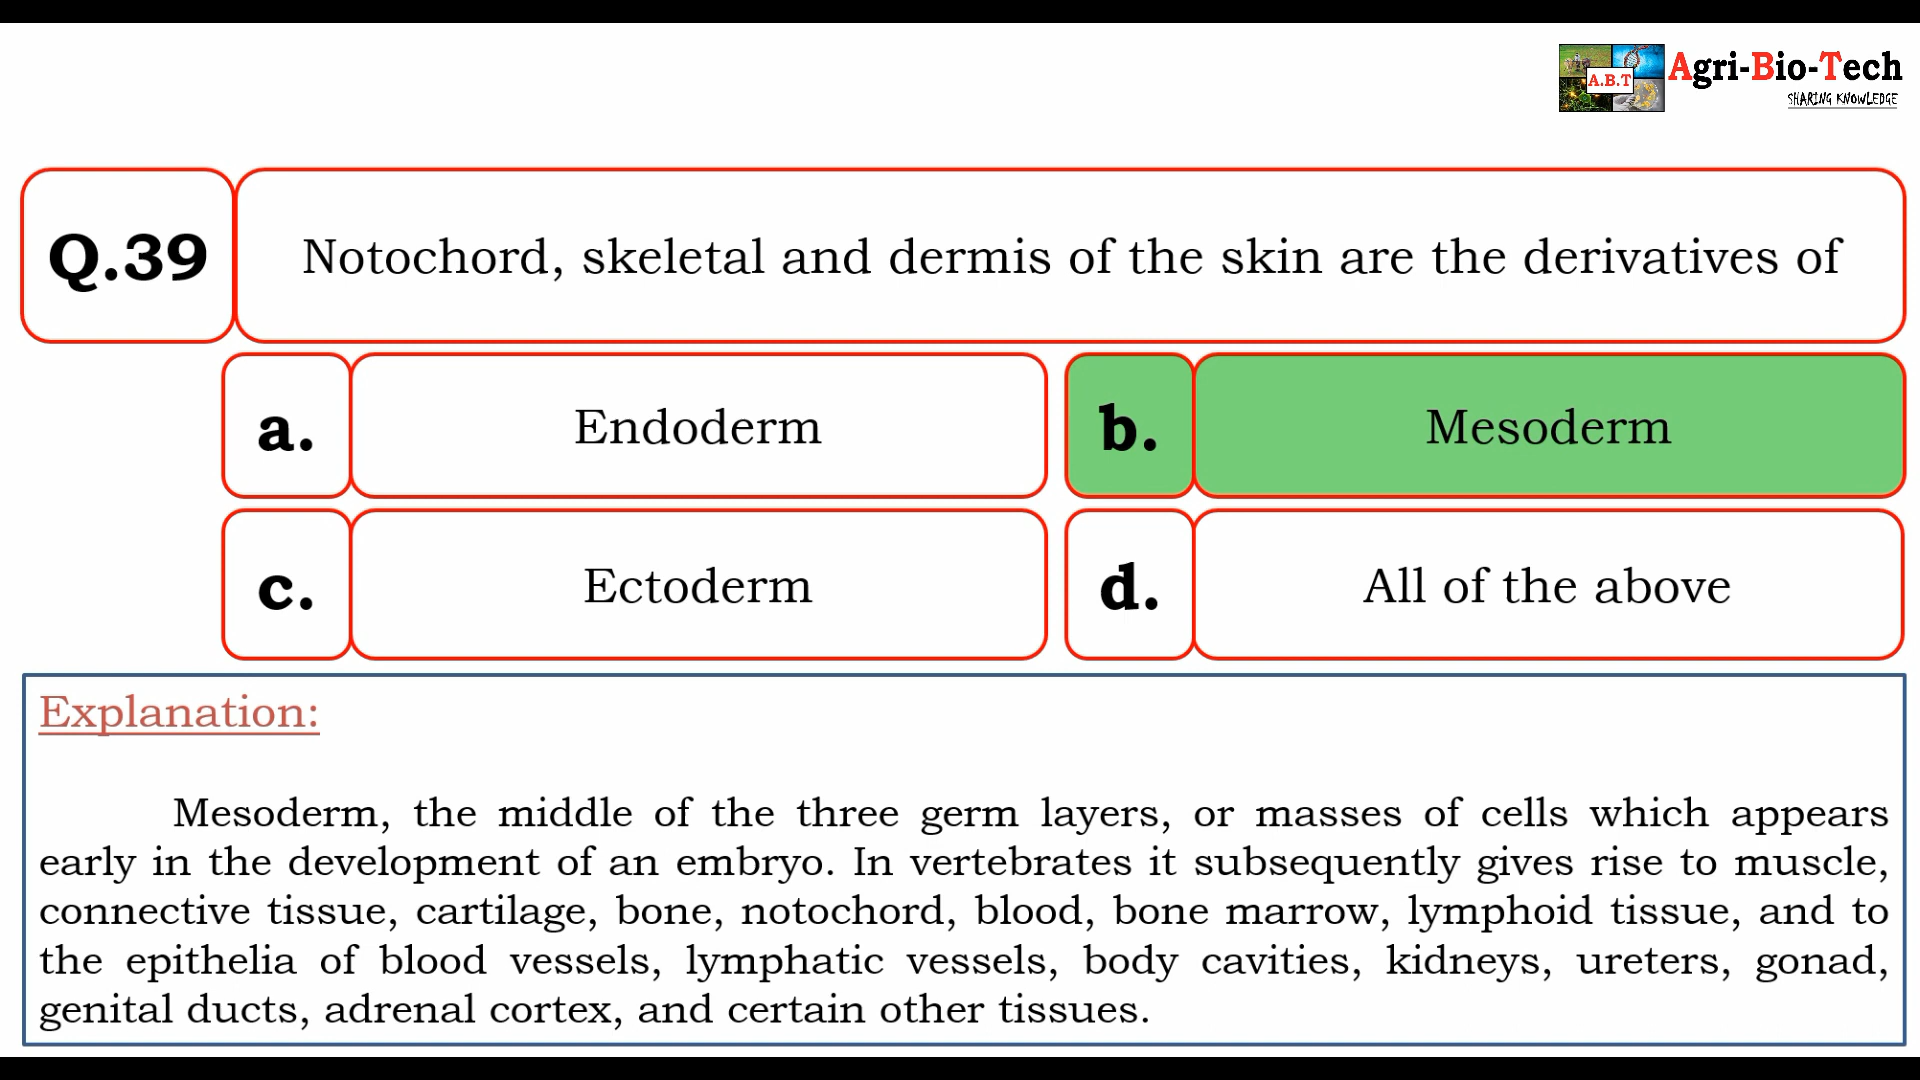 A.B.T
Agri-Bio-Tech
SHARING KNOWLEDGE
Q.39
Notochord, skeletal and dermis of the skin are the derivatives of
a.
Endoderm
b.
Mesoderm
c.
Ectoderm
d.
All of the above
Explanation:
Mesoderm, the middle of the three germ layers, or masses of cells which appears
early in the development of an embryo. In vertebrates it subsequently gives rise to muscle,
connective tissue, cartilage, bone, notochord, blood, bone marrow, lymphoid tissue, and to
the epithelia of blood vessels, lymphatic vessels, body cavities, kidneys, ureters, gonad,
genital ducts, adrenal cortex, and certain other tissues.